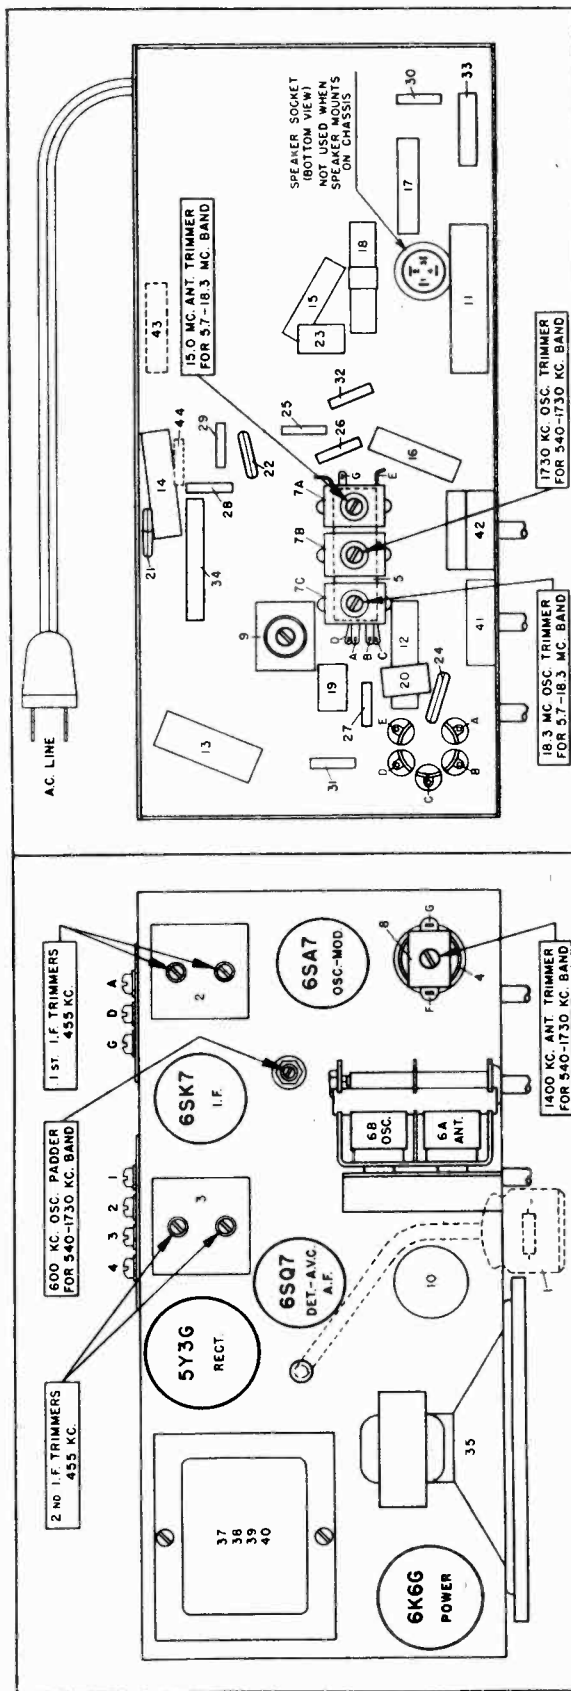 2 ND I.F. TRIMMERS
455 KC.
600 KC. OSC. PADDER
FOR 540-1730 KC. BAND
1 ST. I.F. TRIMMERS
455 KC.
4
3
2
1
G
D
A
37
38
39
40
5Y3G
RECT.
3
6SK7
I.F.
2
6SQ7
DET.-A.V.C.
A.F.
6SA7
OSC.-MOD.
6K6G
POWER
35
10
6B
OSC.
6A
ANT.
8
F
G
4
1
1400 KC. ANT. TRIMMER
FOR 540-1730 KC. BAND
A.C. LINE
13
9
21
14
44
43
34
28
29
22
15.0 MC. ANT. TRIMMER
FOR 5.7-18.3 MC. BAND
SPEAKER SOCKET
(BOTTOM VIEW)
NOT USED WHEN
SPEAKER MOUNTS
ON CHASSIS
31
19
27
7C
7B
7A
25
26
32
23
15
18
17
30
33
D
A
B
C
5
G
E
20
12
24
16
11
E
D
C
B
A
41
42
18.3 MC. OSC. TRIMMER
FOR 5.7-18.3 MC. BAND
1730 KC. OSC. TRIMMER
FOR 540-1730 KC. BAND